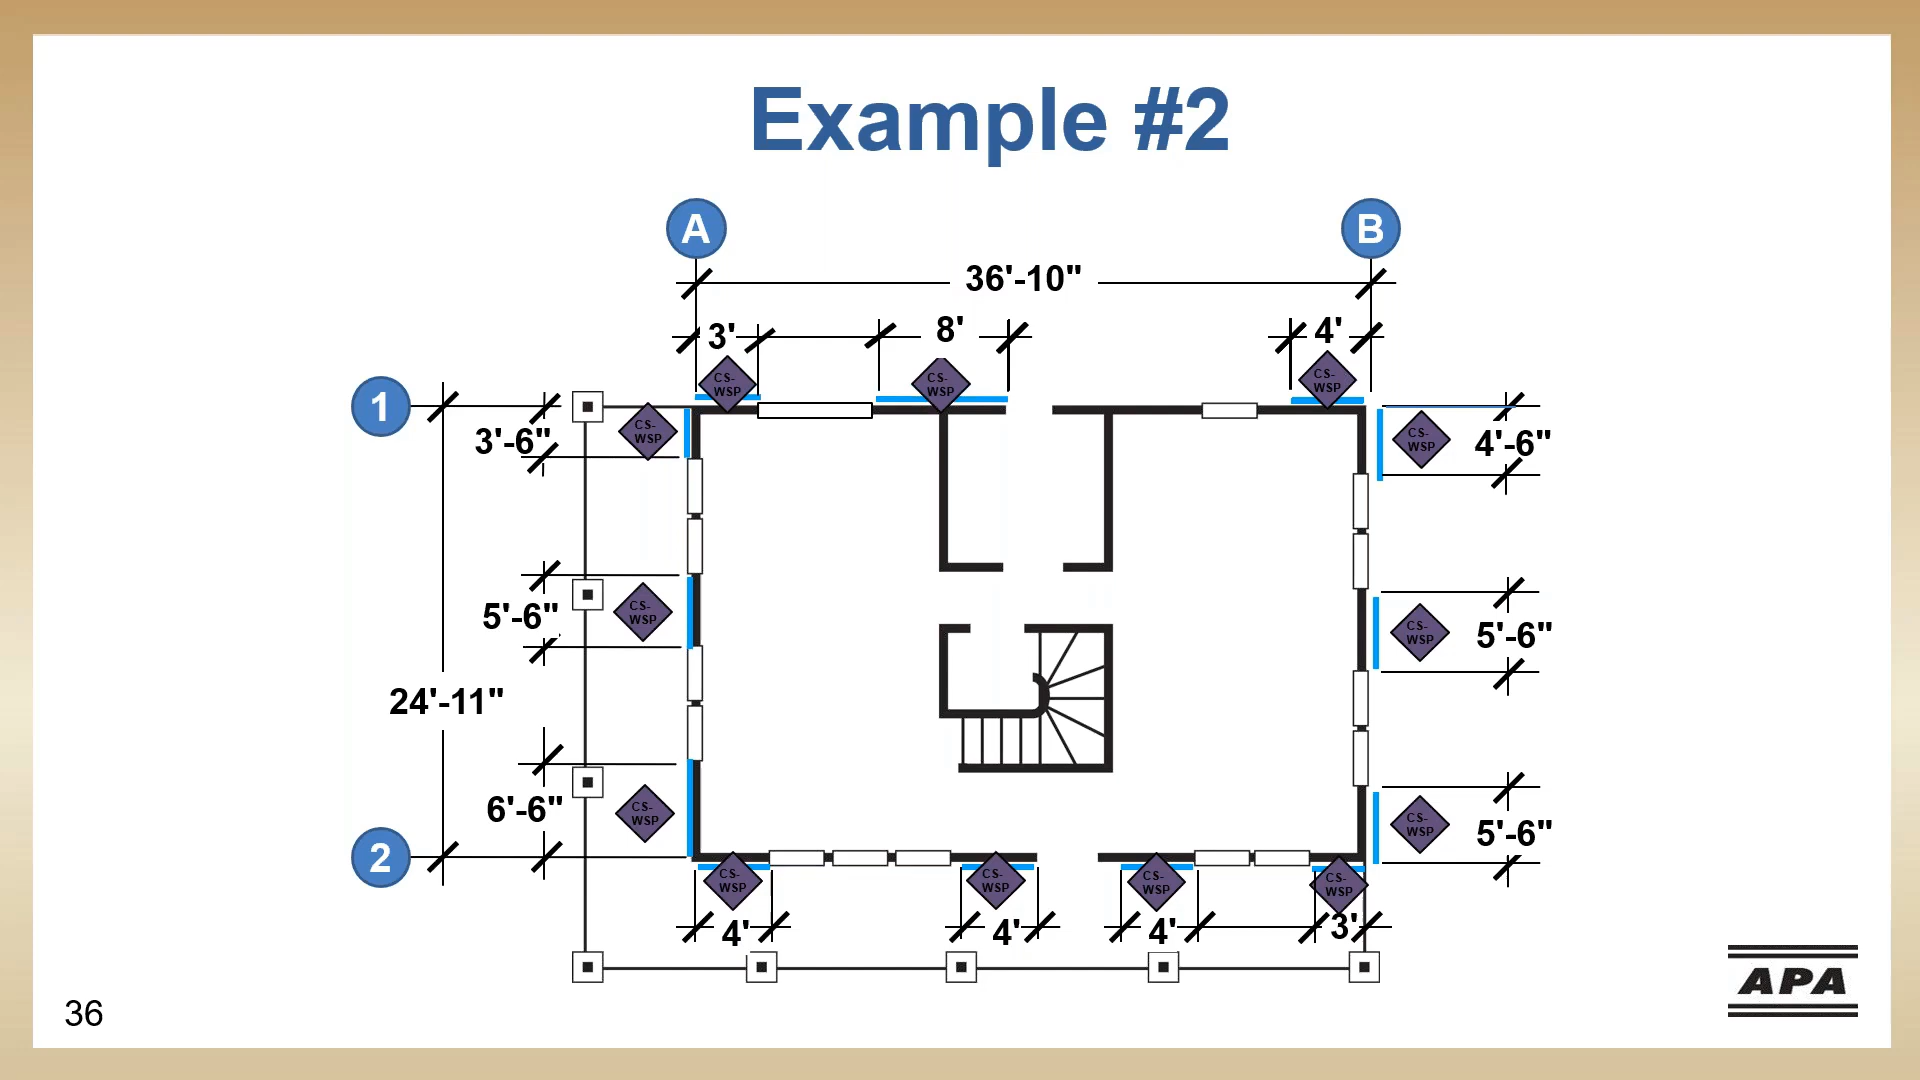 Example #2
A
B
36'-10"
3'
8'
4'
CS-
WSP
CS-
WSP
CS-
WSP
1
3'-6"
CS-
WSP
CS-
WSP
4'-6"
5'-6"
CS-
WSP
CS-
WSP
5'-6"
24'-11"
6'-6"
CS-
WSP
CS-
WSP
5'-6"
2
CS-
WSP
CS-
WSP
CS-
WSP
CS-
WSP
4'
4'
4'
3'
APA
36